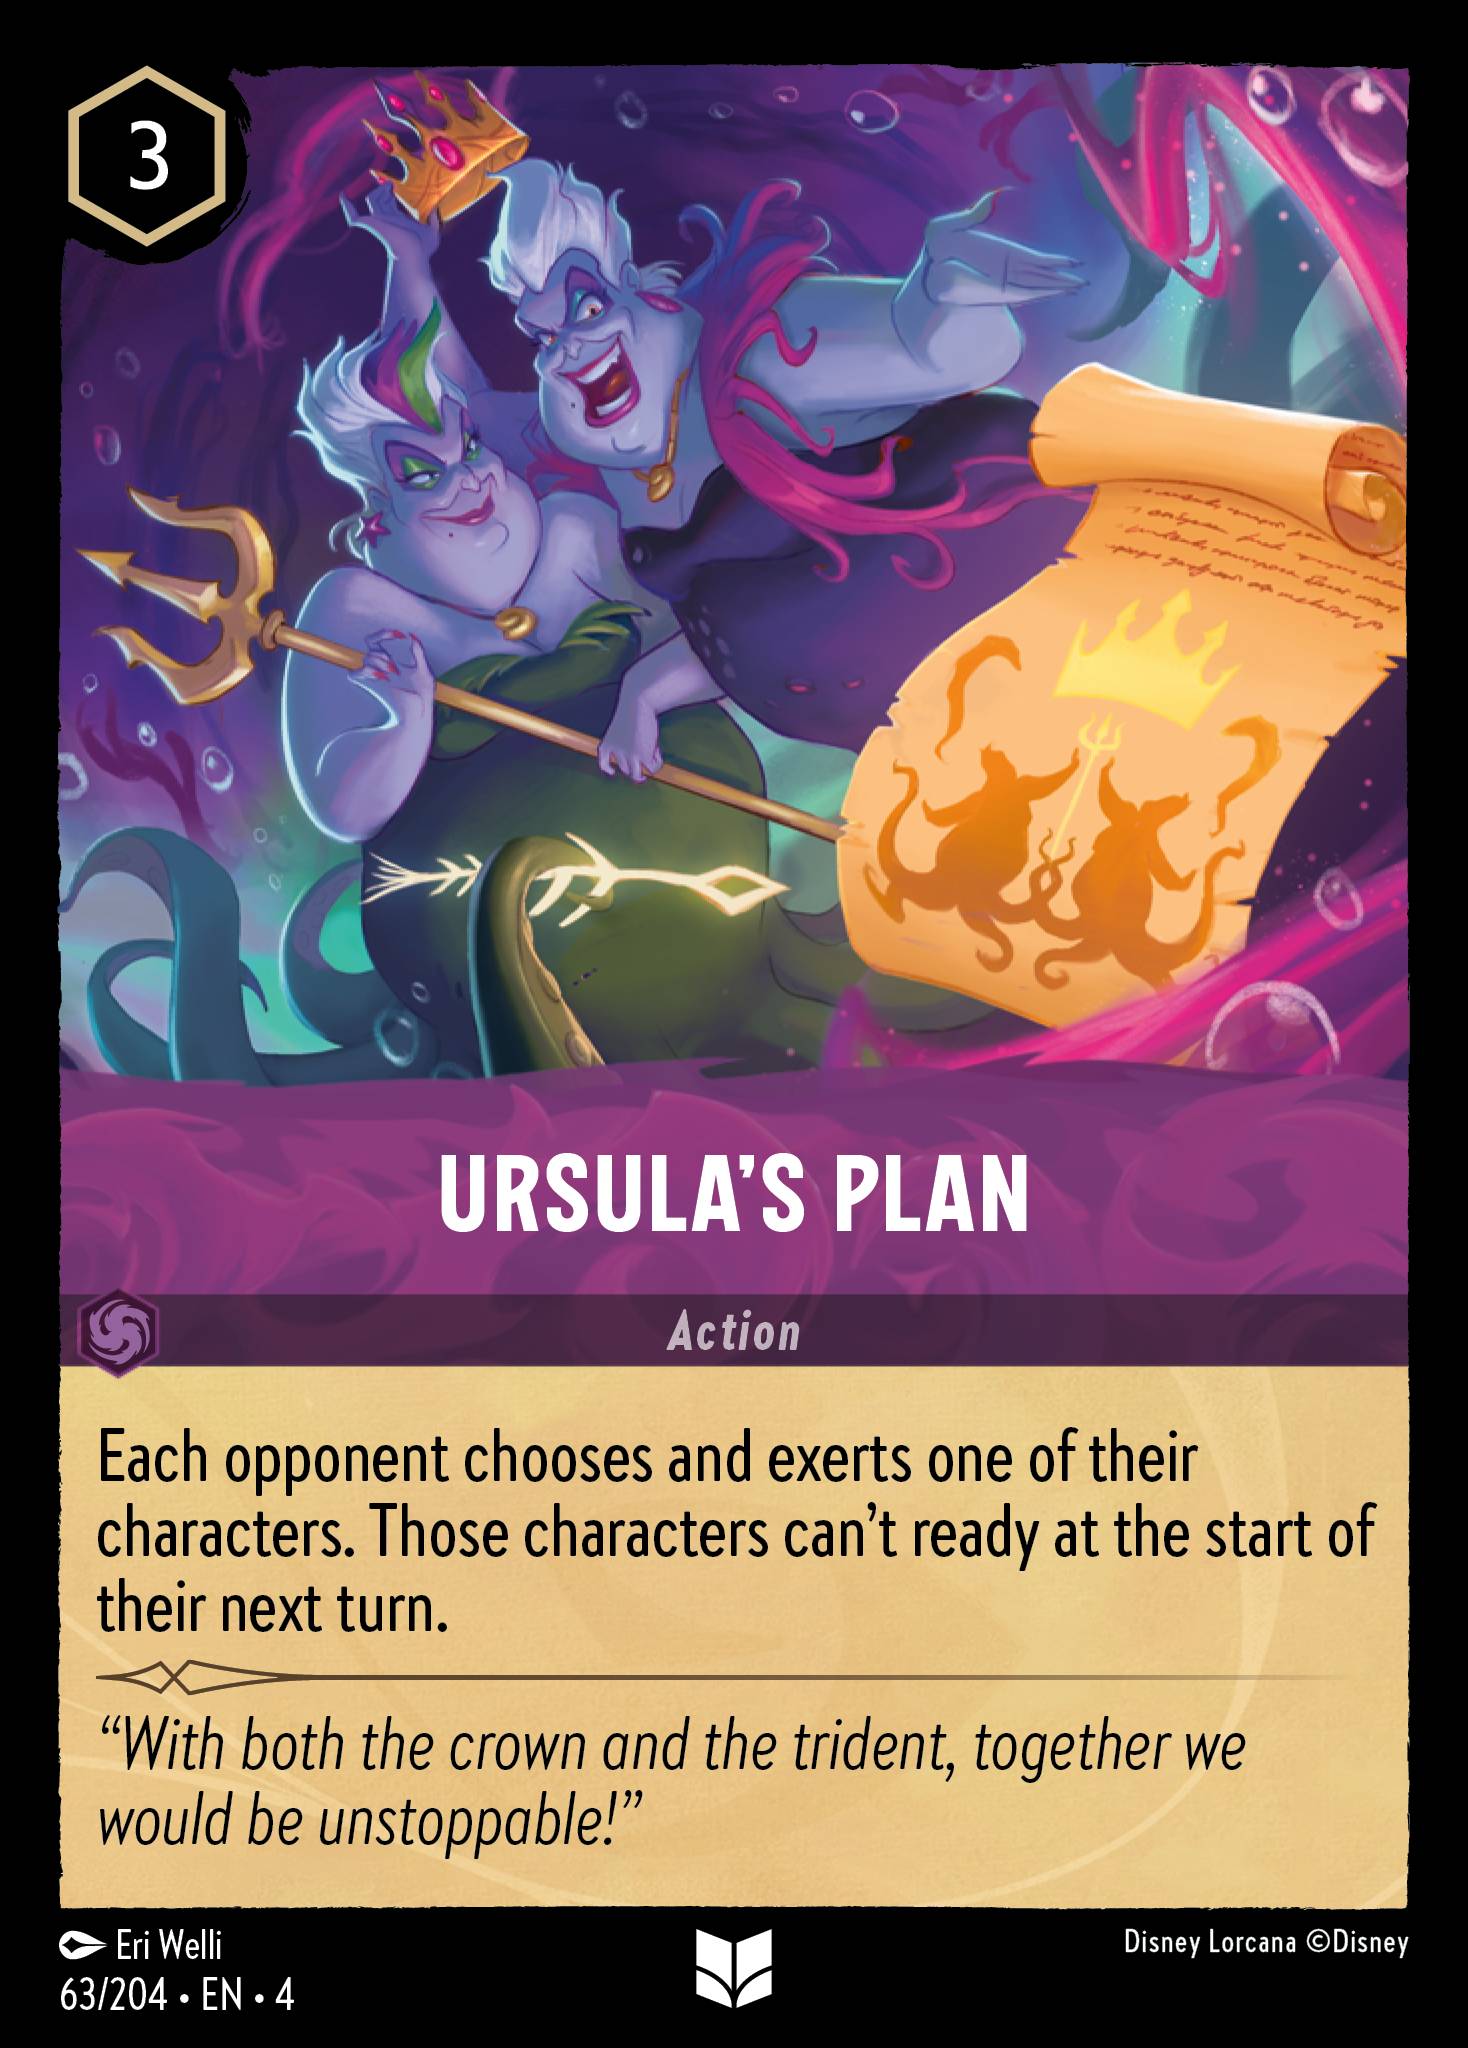 3
URSULA’S PLAN
Action
Each opponent chooses and exerts one of their
characters. Those characters can’t ready at the start of
their next turn.
“With both the crown and the trident, together we
would be unstoppable!”
Eri Welli
Disney Lorcana ©Disney
63/204 • EN • 4